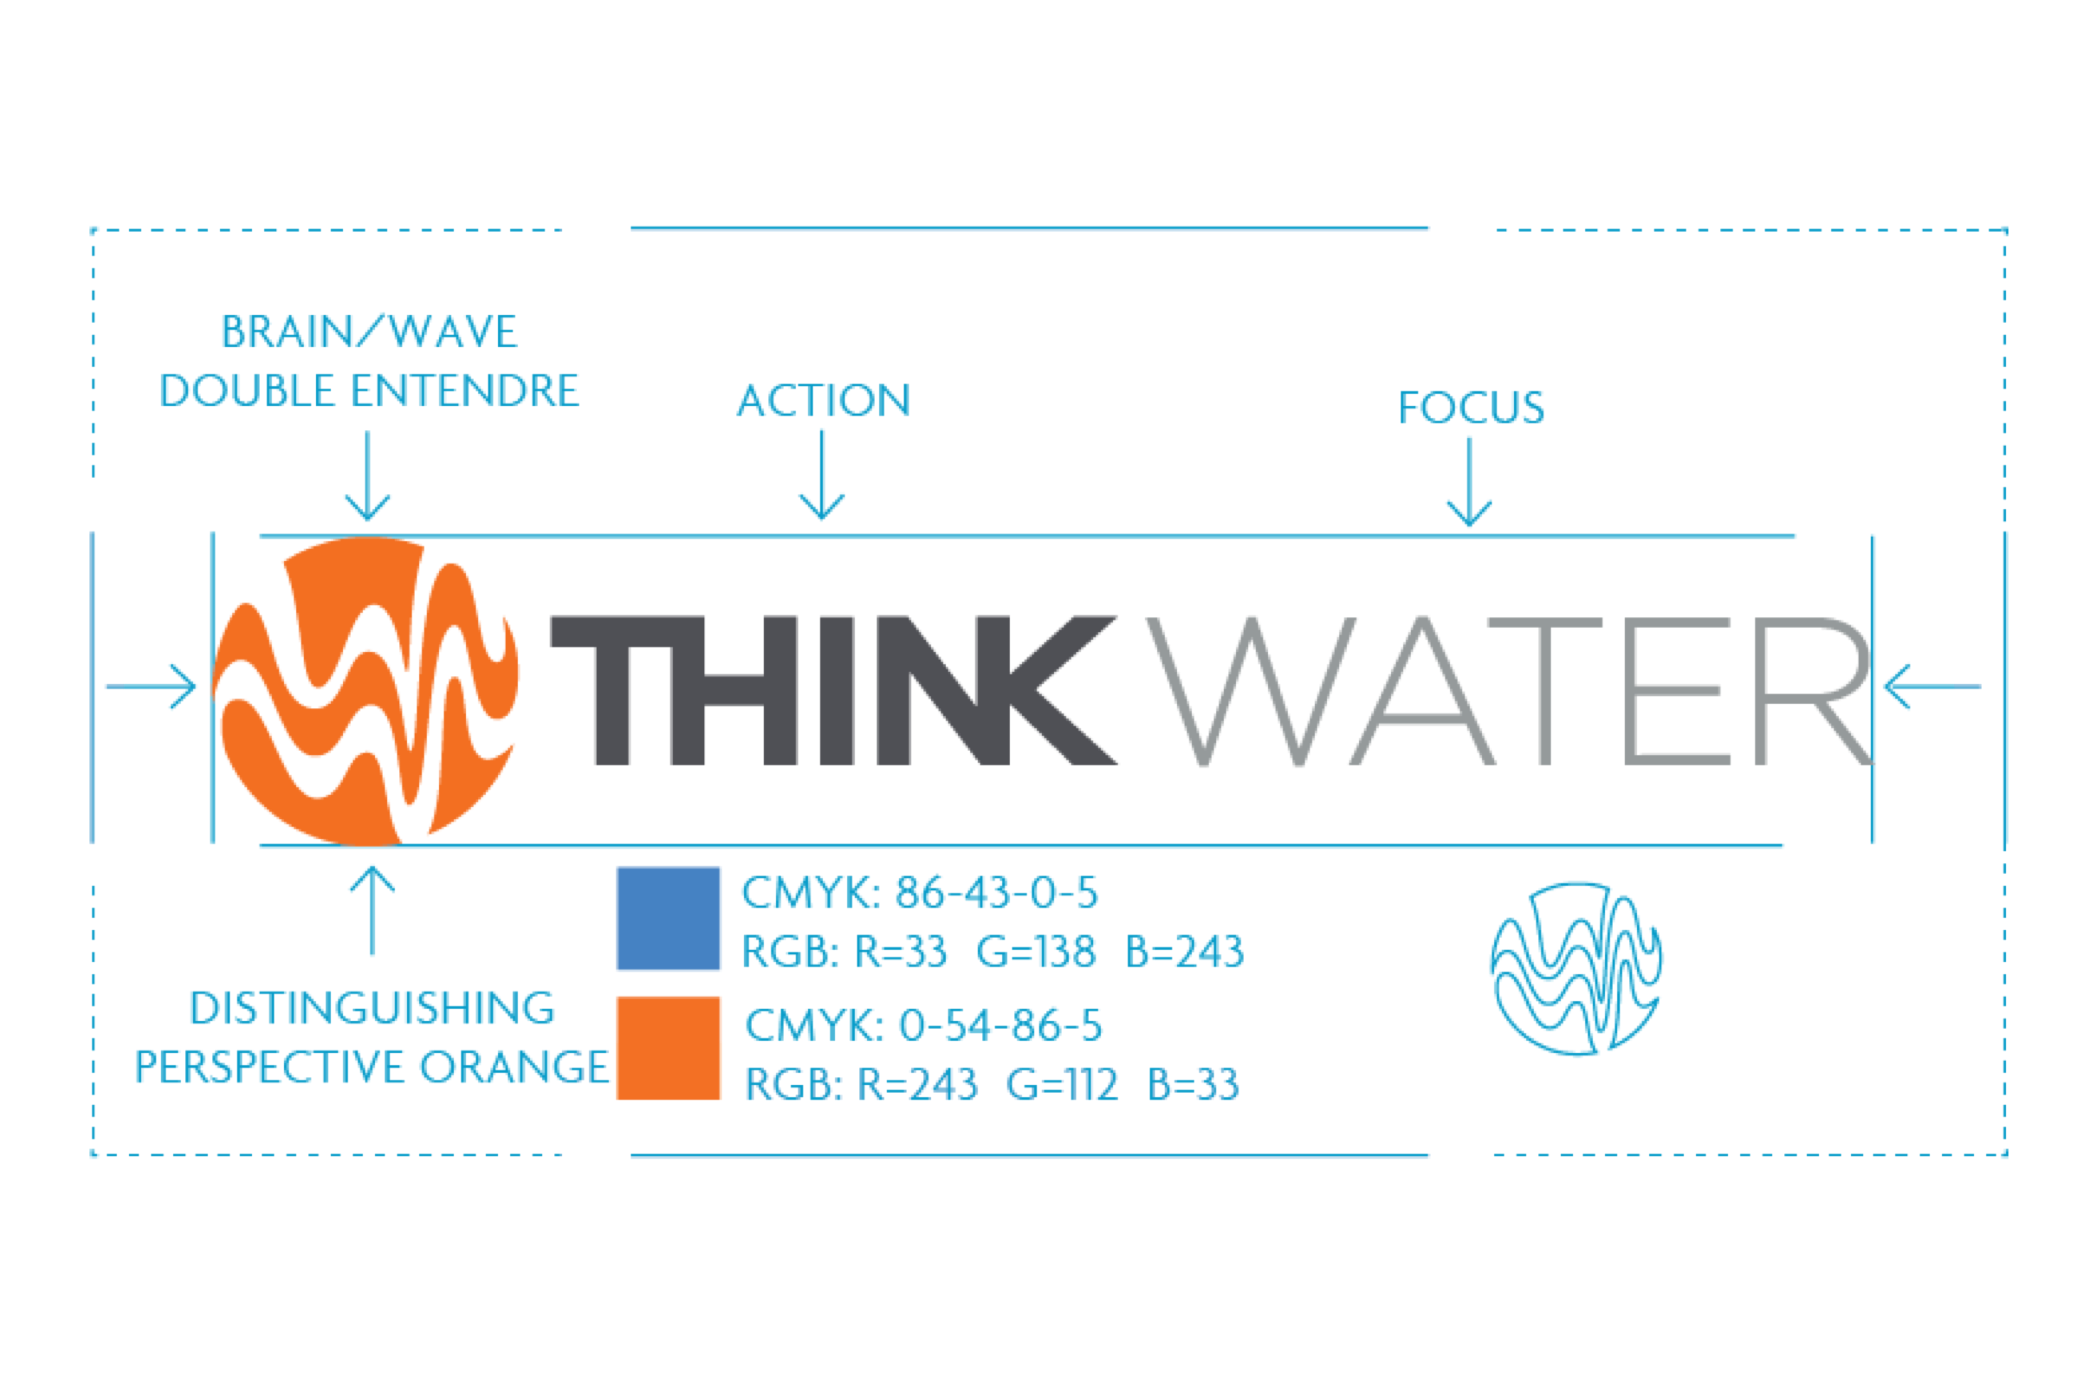 BRAIN/WAVE
DOUBLE ENTENDRE
ACTION
FOCUS
THINK WATER
DISTINGUISHING
PERSPECTIVE ORANGE
CMYK: 86-43-0-5
RGB: R=33 G=138 B=243
CMYK: 0-54-86-5
RGB: R=243 G=112 B=33